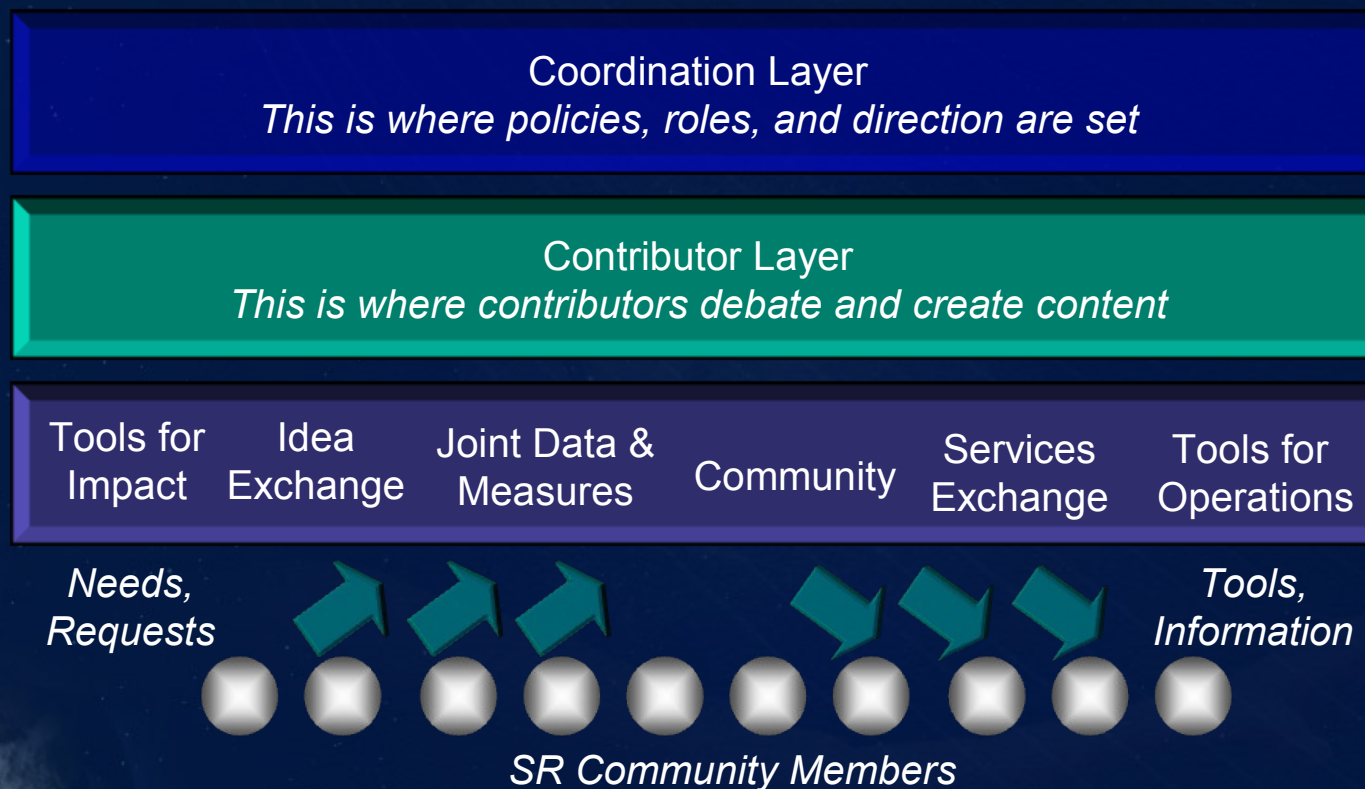 Coordination Layer
This is where policies, roles, and direction are set
Contributor Layer
This is where contributors debate and create content
Tools for
Impact
Idea
Exchange
Joint Data &
Measures
Community
Services
Exchange
Tools for
Operations
Needs,
Requests
Tools,
Information
SR Community Members